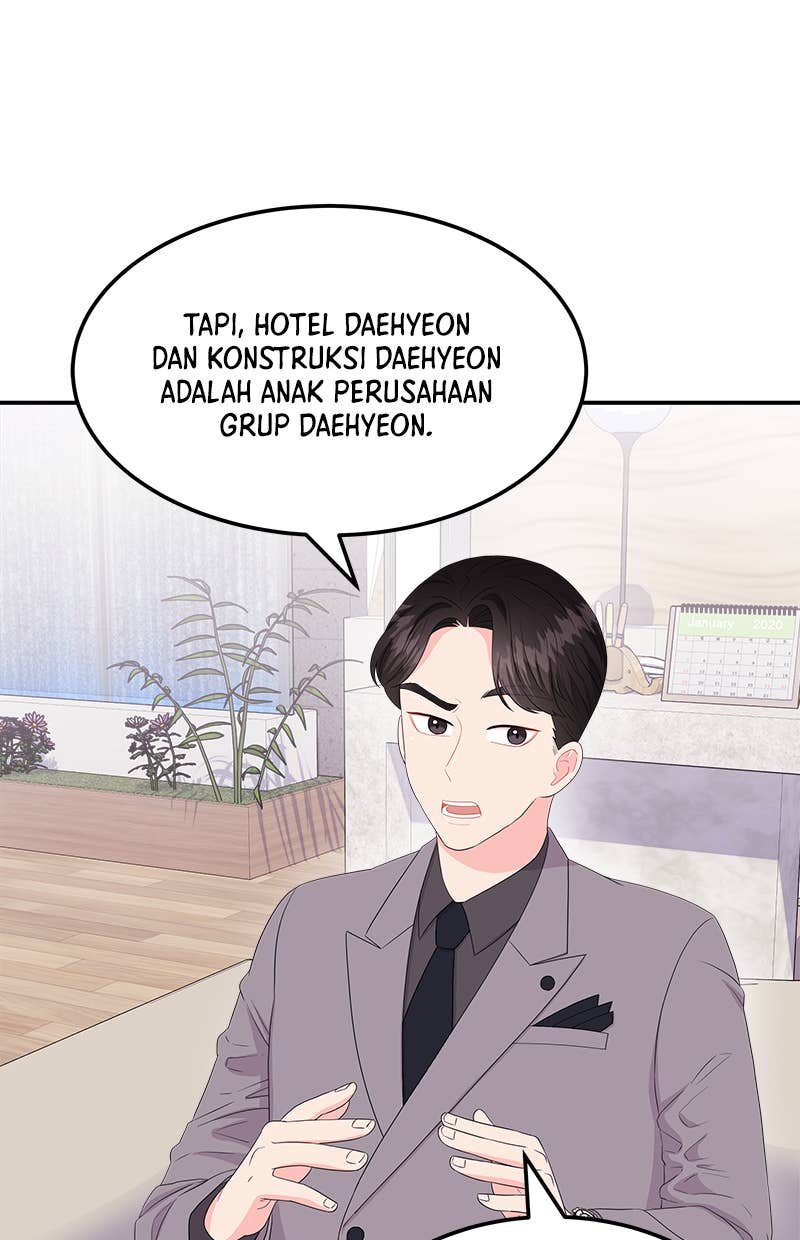 TAPI, HOTEL DAEHYEON
DAN KONSTRUKSI DAEHYEON
ADALAH ANAK PERUSAHAAN
GRUP DAEHYEON.
January 2020